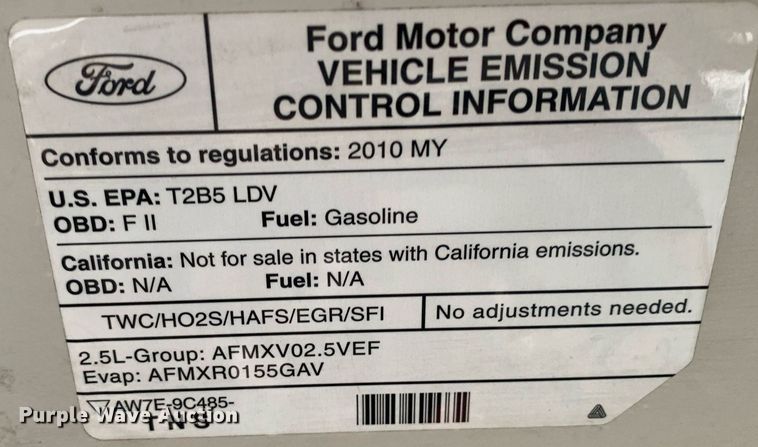 Ford
Ford Motor Company
VEHICLE EMISSION
CONTROL INFORMATION
Conforms to regulations: 2010 MY
U.S. EPA: T2B5 LDV
OBD: F II Fuel: Gasoline
California: Not for sale in states with California emissions.
OBD: N/A Fuel: N/A
TWC/HO2S/HAFS/EGR/SFI
No adjustments needed.
2.5L-Group: AFMXV02.5VEF
Evap: AFMXR0155GAV
AW7E-9C485-
TNS
Purple Wave Auction